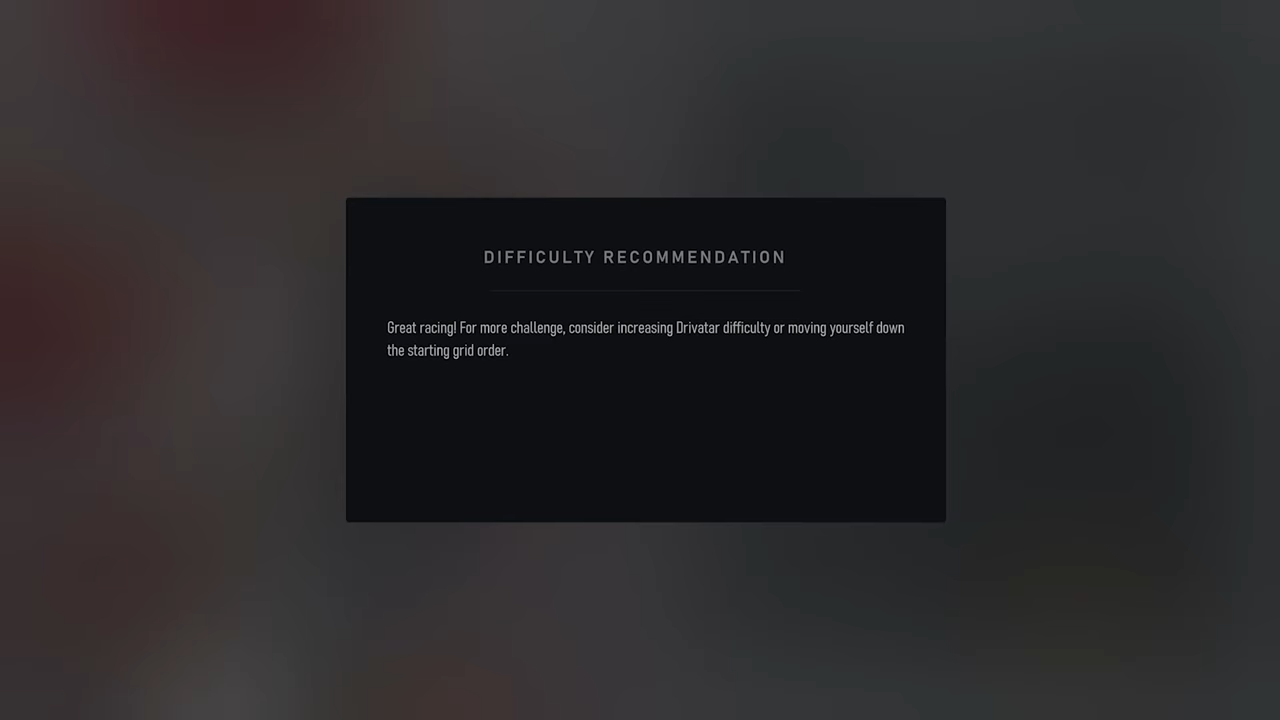 DIFFICULTY RECOMMENDATION
Great racing! For more challenge, consider increasing Drivatar difficulty or moving yourself down
the starting grid order.